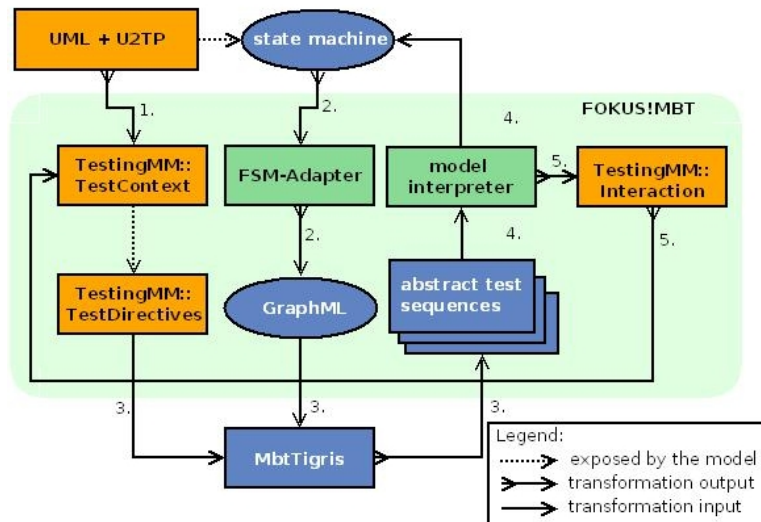 UML + U2TP
state machine
1.
2.
4.
FOKUS!MBT
TestingMM::
TestContext
FSM-Adapter
model
interpreter
5.
TestingMM::
Interaction
2.
4.
5.
TestingMM::
TestDirectives
GraphML
abstract test
sequences
3.
3.
3.
MbtTigris
Legend:
exposed by the model
transformation output
transformation input